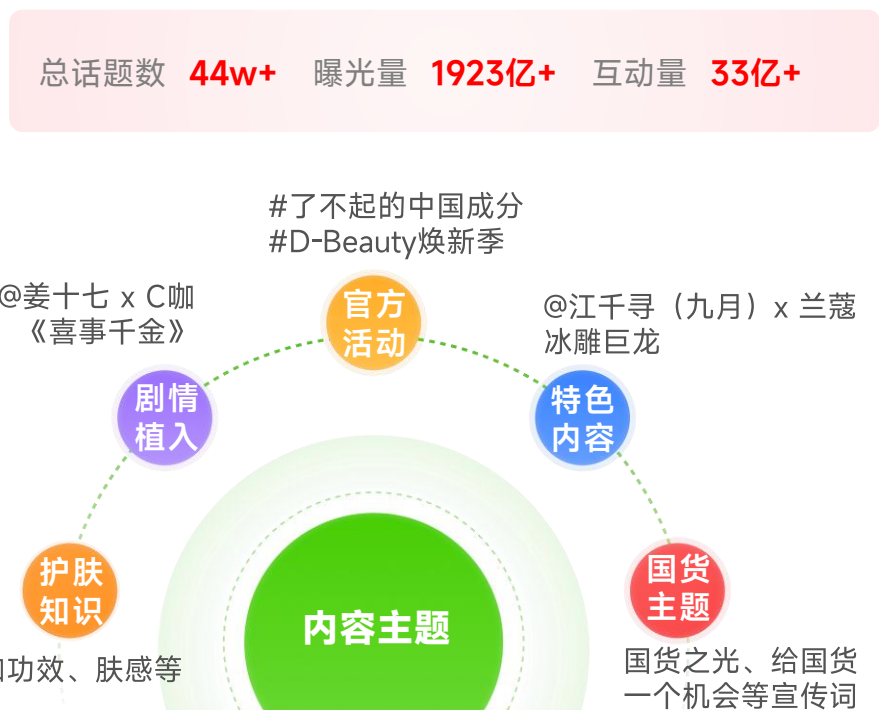 总话题数 44w+ 曝光量 1923亿+ 互动量 33亿+
#了不起的中国成分
#D-Beauty焕新季
官方
活动
@姜十七 x C咖
《喜事千金》
剧情
植入
@江千寻（九月）x 兰蔻
冰雕巨龙
特色
内容
护肤
知识
功效、肤感等
国货
主题
国货之光、给国货
一个机会等宣传词
内容主题